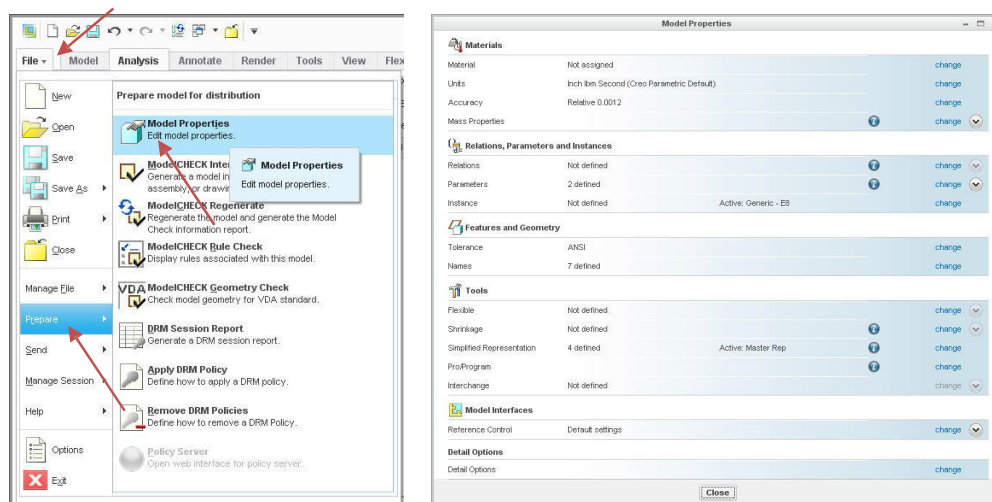 File
Model
Analysis
Annotate
Render
Tools
View
Flex
New
Open
Save
Save As
Print
Close
Manage File
Prepare
Send
Manage Session
Help
Options
Exit
Prepare model for distribution
Model Properties
Edit model properties.
ModelCHECK Inte
Generate a model in
assembly, or drawin
Model Properties
Edit model properties.
ModelCHECK Regenerate
Regenerate the model and generate the Model
Check information report.
ModelCHECK Rule Check
Display rules associated with this model.
VDA ModelCHECK Geometry Check
Check model geometry for VDA standard.
DRM Session Report
Generate a DRM session report.
Apply DRM Policy
Define how to apply a DRM policy.
Remove DRM Policies
Define how to remove a DRM Policy.
Policy Server
Open web interface for policy server.
Model Properties
Materials
Material Not assigned change
Units Inch lbm Second (Creo Parametric Default) change
Accuracy Relative 0.0012 change
Mass Properties change
Relations, Parameters and Instances
Relations Not defined change
Parameters 2 defined change
Instance Not defined Active: Generic - E8 change
Features and Geometry
Tolerance ANSI change
Names 7 defined change
Tools
Flexible Not defined change
Shrinkage Not defined change
Simplified Representation 4 defined Active: Master Rep change
Pro/Program change
Interchange Not defined change
Model Interfaces
Reference Control Default settings change
Detail Options
Detail Options change
Close